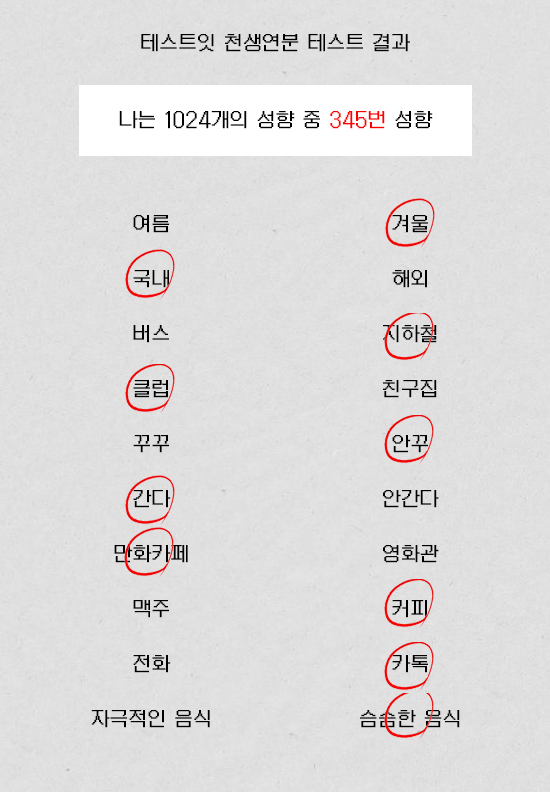 테스트잇 천생연분 테스트 결과
나는 1024개의 성향 중 345번 성향
여름 겨울
국내 해외
버스 지하철
클럽 친구집
꾸꾸 안꾸
간다 안간다
만화카페 영화관
맥주 커피
전화 카톡
자극적인 음식 슴슴한 음식